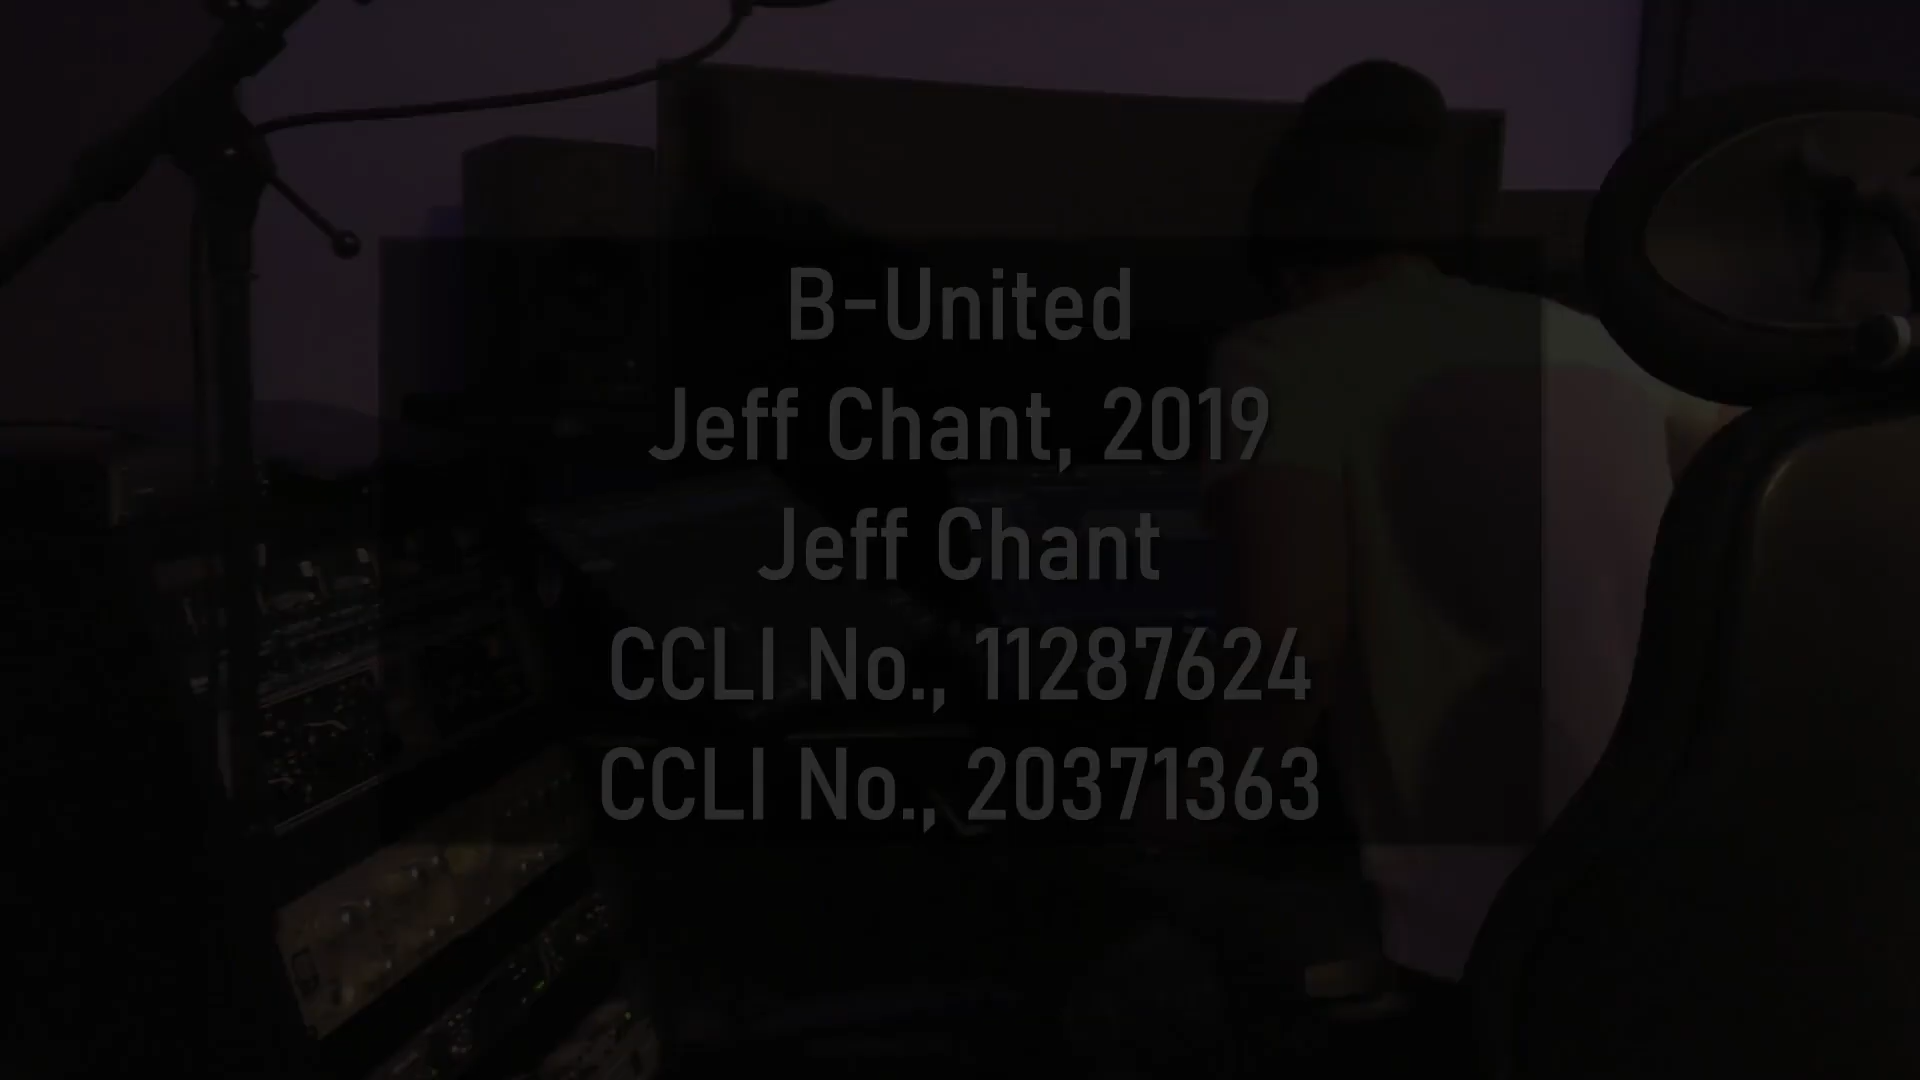 B-United
Jeff Chant, 2019
Jeff Chant
CCLI No., 11287624
CCLI No., 20371363